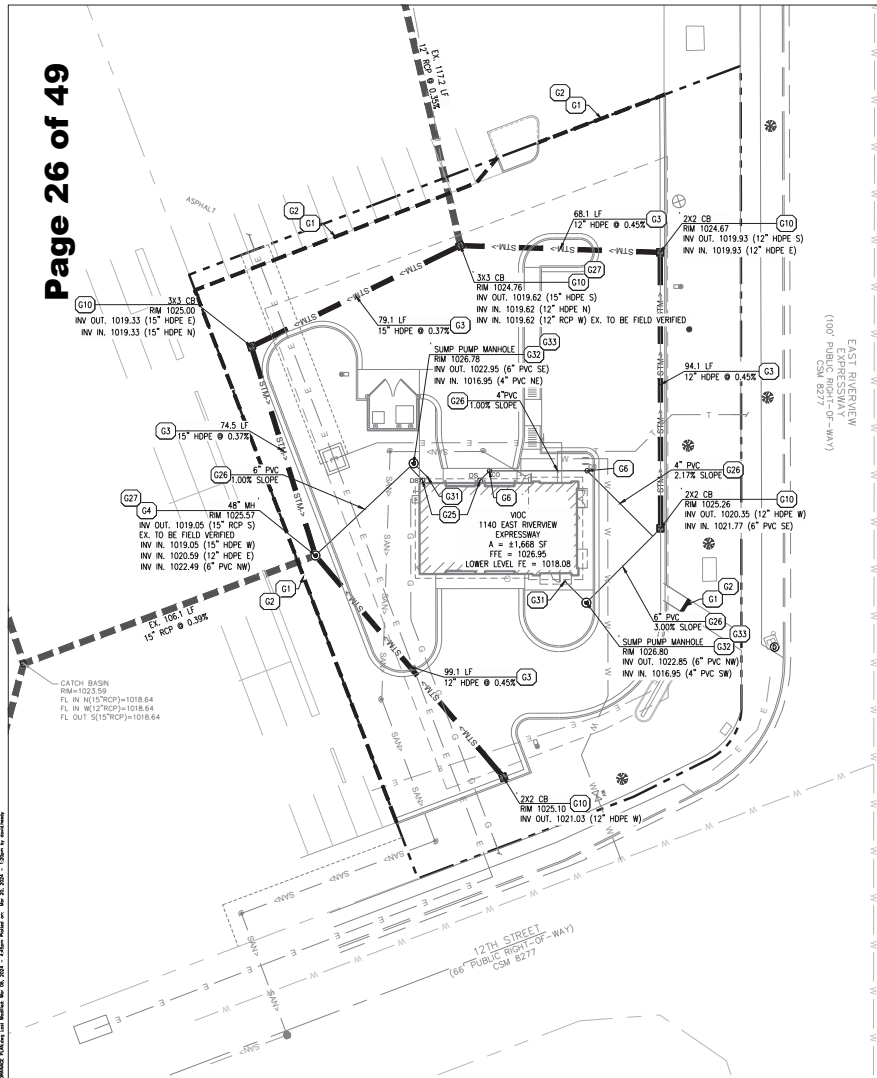 Page 26 of 49
EX. 117.2 LF
12" RCP @ 0.35%
G2
G1
ASPHALT
G2
G1
68.1 LF
12" HDPE @ 0.45%
G3
2X2 CB
G10
RIM 1024.67
INV OUT. 1019.93 (12" HDPE S)
INV IN. 1019.93 (12" HDPE E)
EAST RIVERVIEW
EXPRESSWAY
(100' PUBLIC RIGHT-OF-WAY)
CSM 8277
G10
3X3 CB
RIM 1025.00
INV OUT. 1019.33 (15" HDPE E)
INV IN. 1019.33 (15" HDPE N)
3X3 CB
G27
G10
RIM 1024.76
INV OUT. 1019.62 (15" HDPE S)
INV IN. 1019.62 (12" HDPE N)
INV IN. 1019.62 (12" RCP W) EX. TO BE FIELD VERIFIED
79.1 LF
15" HDPE @ 0.37%
G3
SUMP PUMP MANHOLE
G33
G32
RIM 1026.78
INV OUT. 1022.95 (6" PVC SE)
INV IN. 1016.95 (4" PVC NE)
94.1 LF
12" HDPE @ 0.45%
G3
G26
4"PVC
1.00% SLOPE
G3
74.5 LF
15" HDPE @ 0.37%
G26
6" PVC
1.00% SLOPE
G6
4" PVC
2.17% SLOPE
G26
DS
CO
DS
G31
G6
G25
2X2 CB
G10
RIM 1025.26
INV OUT. 1020.35 (12" HDPE W)
INV IN. 1021.77 (6" PVC SE)
G27
G4
48" MH
RIM 1025.57
INV OUT. 1019.05 (15" RCP S)
EX. TO BE FIELD VERIFIED
INV IN. 1019.05 (15" HDPE W)
INV IN. 1020.59 (12" HDPE E)
INV IN. 1022.49 (6" PVC NW)
VIOC
1140 EAST RIVERVIEW
EXPRESSWAY
A = ±1,668 SF
FFE = 1026.95
LOWER LEVEL FE = 1018.08
G1
G2
G31
G2
G1
6" PVC
3.00% SLOPE
G26
G33
SUMP PUMP MANHOLE
G32
RIM 1026.80
INV OUT. 1022.85 (6" PVC NW)
INV IN. 1016.95 (4" PVC SW)
EX. 106.1 LF
15" RCP @ 0.39%
CATCH BASIN
RIM=1023.59
FL IN N(15"RCP)=1018.64
FL IN W(12"RCP)=1018.64
FL OUT S(15"RCP)=1018.64
99.1 LF
12" HDPE @ 0.45%
G3
2X2 CB
RIM 1025.10
G10
INV OUT. 1021.03 (12" HDPE W)
12TH STREET
(66' PUBLIC RIGHT-OF-WAY)
CSM 8277